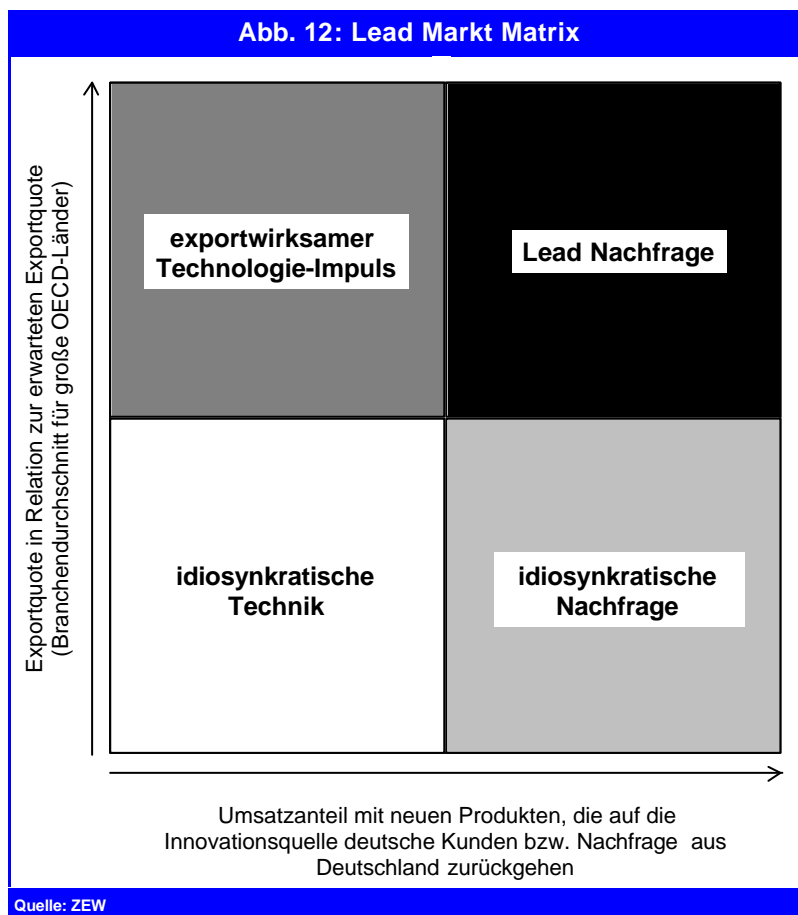 Abb. 12: Lead Markt Matrix
Exportquote in Relation zur erwarteten Exportquote
(Branchendurchschnitt für große OECD-Länder)
exportwirksamer
Technologie-Impuls
Lead Nachfrage
idiosynkratische
Technik
idiosynkratische
Nachfrage
Umsatzanteil mit neuen Produkten, die auf die
Innovationsquelle deutsche Kunden bzw. Nachfrage aus
Deutschland zurückgehen
Quelle: ZEW